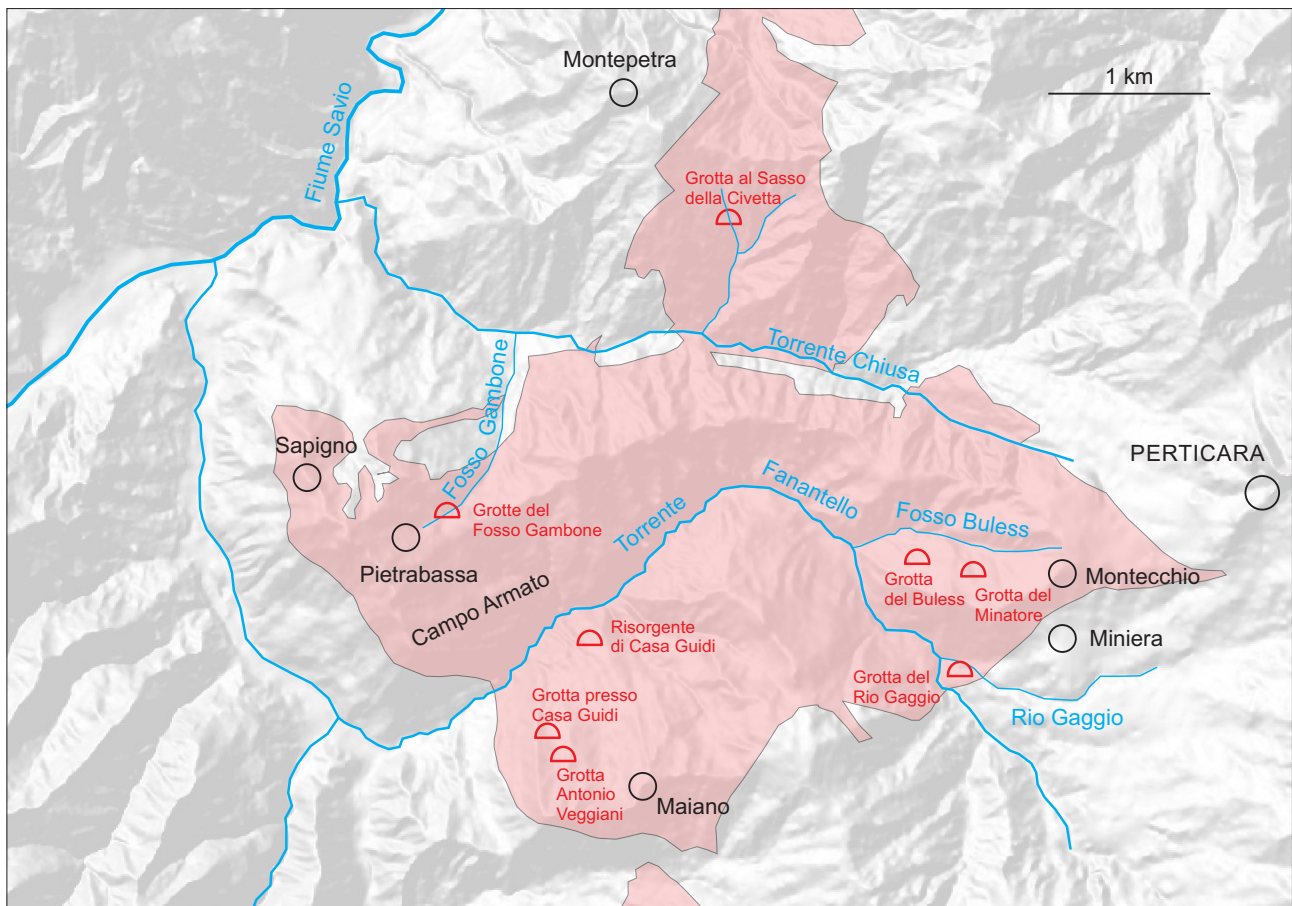 Montepetra
1 km
Fiume Savio
Grotta al Sasso
della Civetta
Torrente Chiusa
Fosso Gambone
Sapigno
PERTICARA
Grotte del
Fosso Gambone
Torrente
Fanantello
Fosso Buless
Pietrabassa
Campo Armato
Grotta
del Buless
Grotta del
Minatore
Montecchio
Risorgente
di Casa Guidi
Miniera
Grotta del
Rio Gaggio
Rio Gaggio
Grotta presso
Casa Guidi
Grotta
Antonio
Veggiani
Maiano